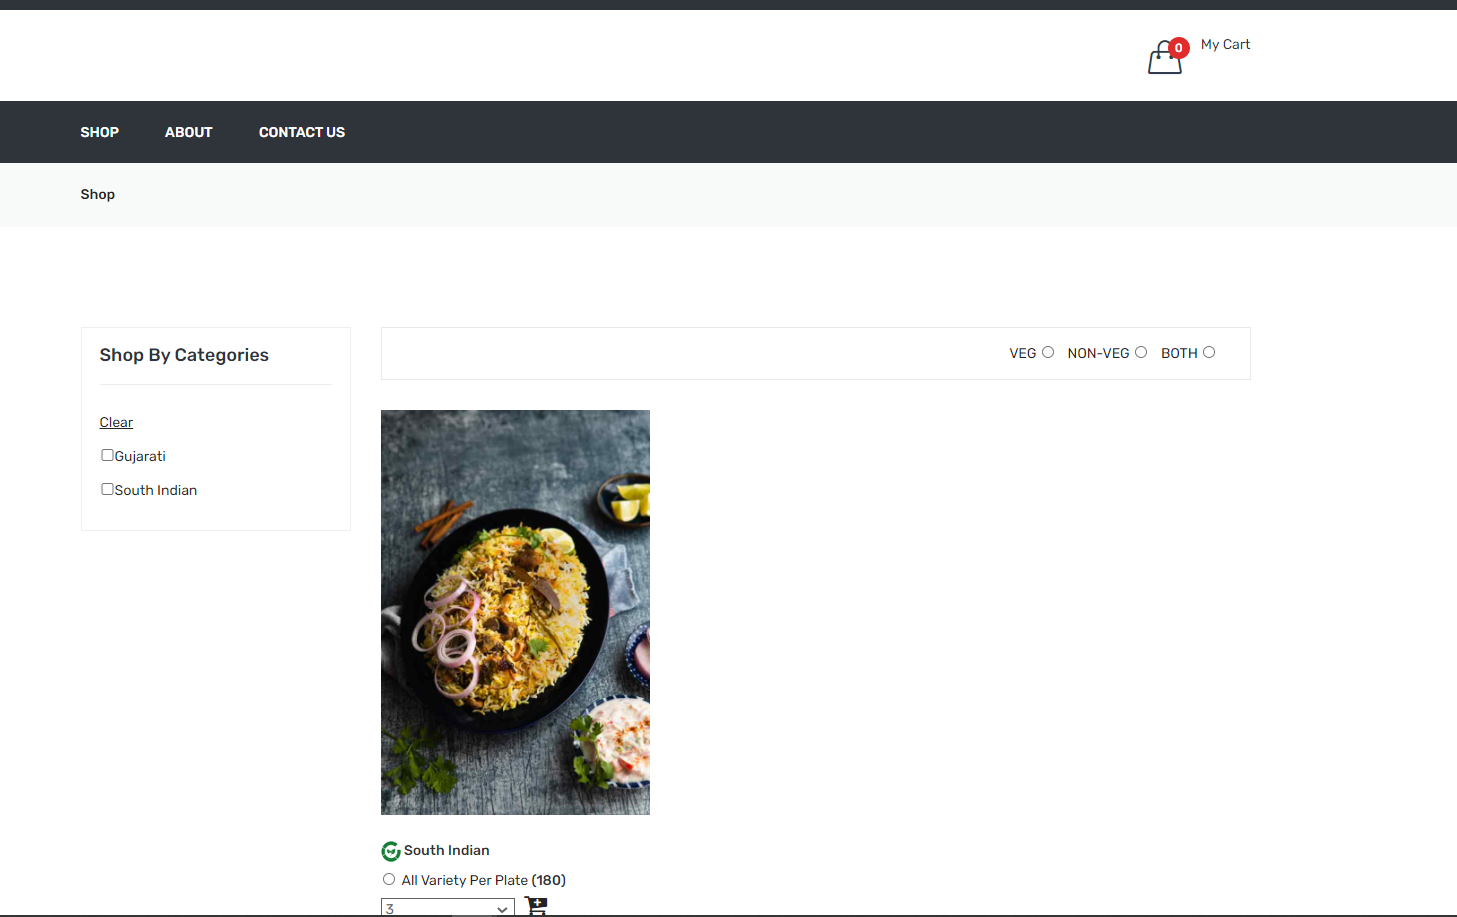 0
My Cart
SHOP ABOUT CONTACT US
Shop
Shop By Categories
VEG NON-VEG BOTH
Clear
Gujarati
South Indian
South Indian
All Variety Per Plate (180)
3